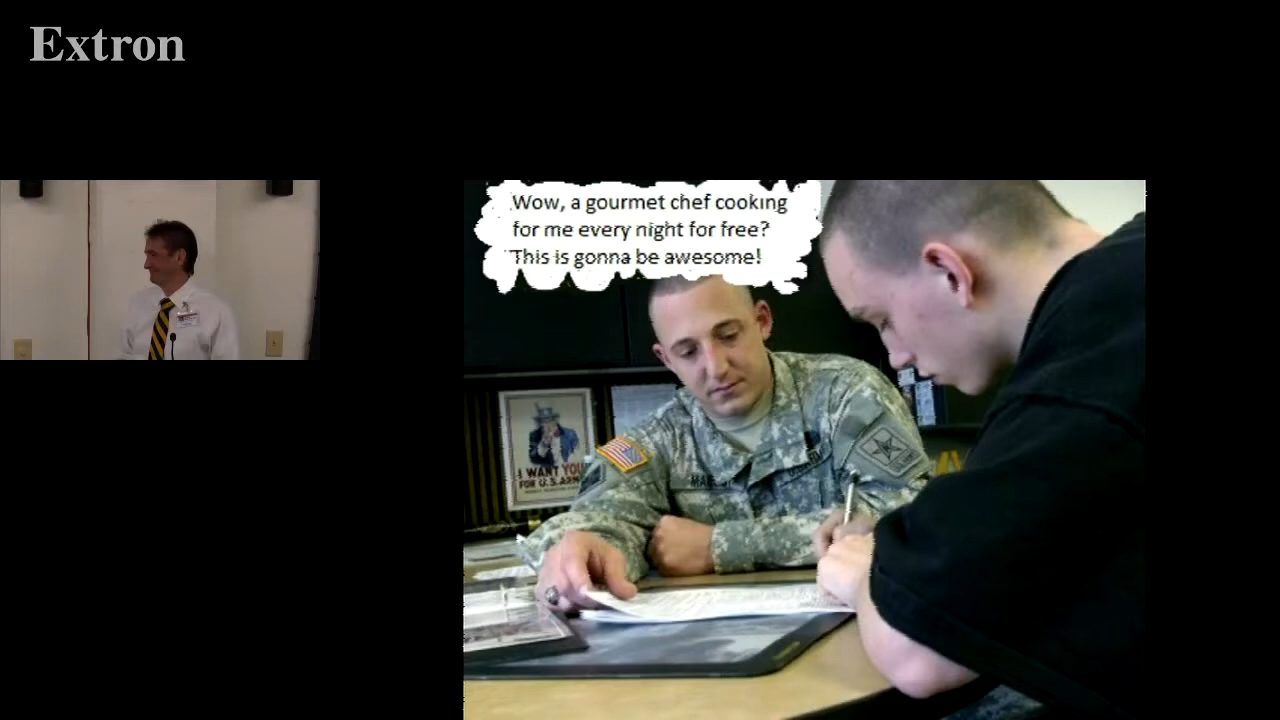 Extron
Wow, a gourmet chef cooking
for me every night for free?
This is gonna be awesome!
I WANT YOU
FOR U.S. ARMY